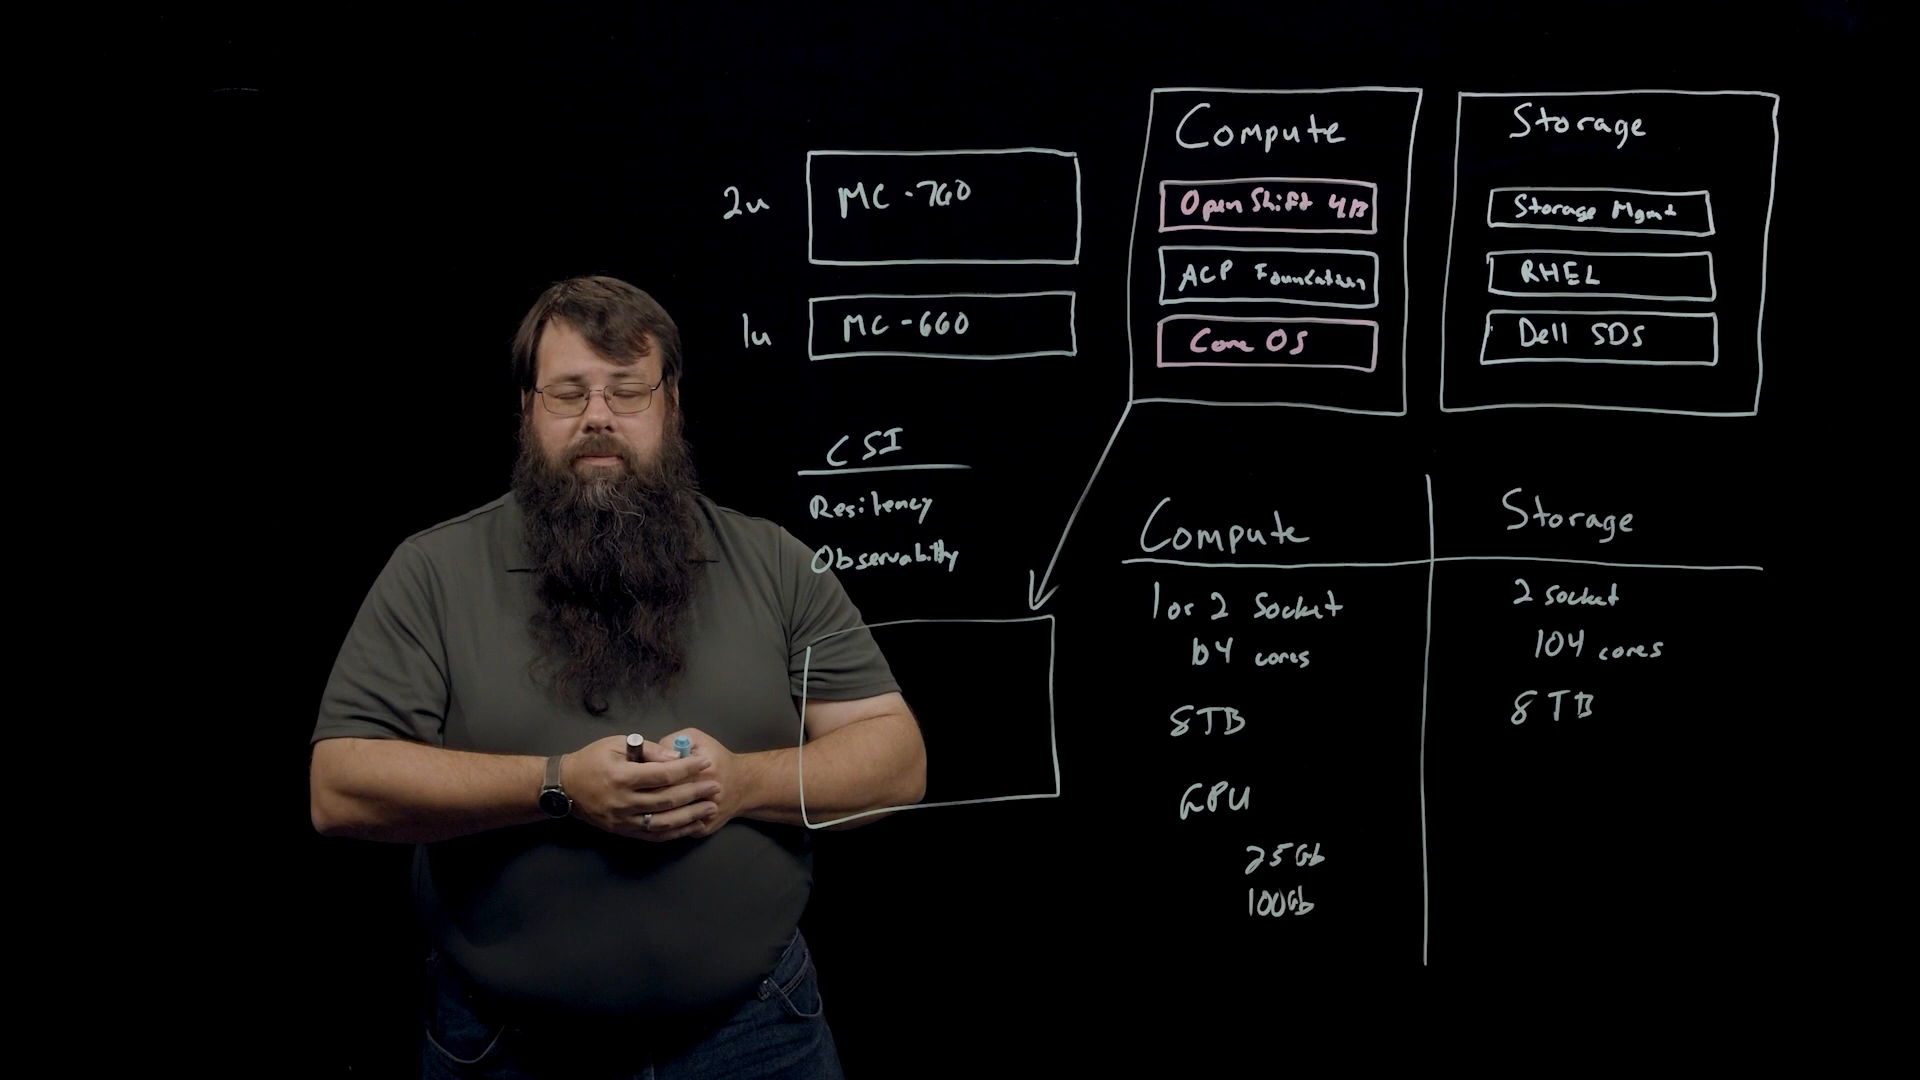 2u
MC-760
1u
MC-660
CSI
Resiliency
Observability
Compute
OpenShift 4.13
ACP Foundation
Core OS
Storage
Storage Mgmt
RHEL
Dell SDS
Compute
1 or 2 Socket
104 cores
8TB
GPU
25Gb
100Gb
Storage
2 socket
104 cores
8TB